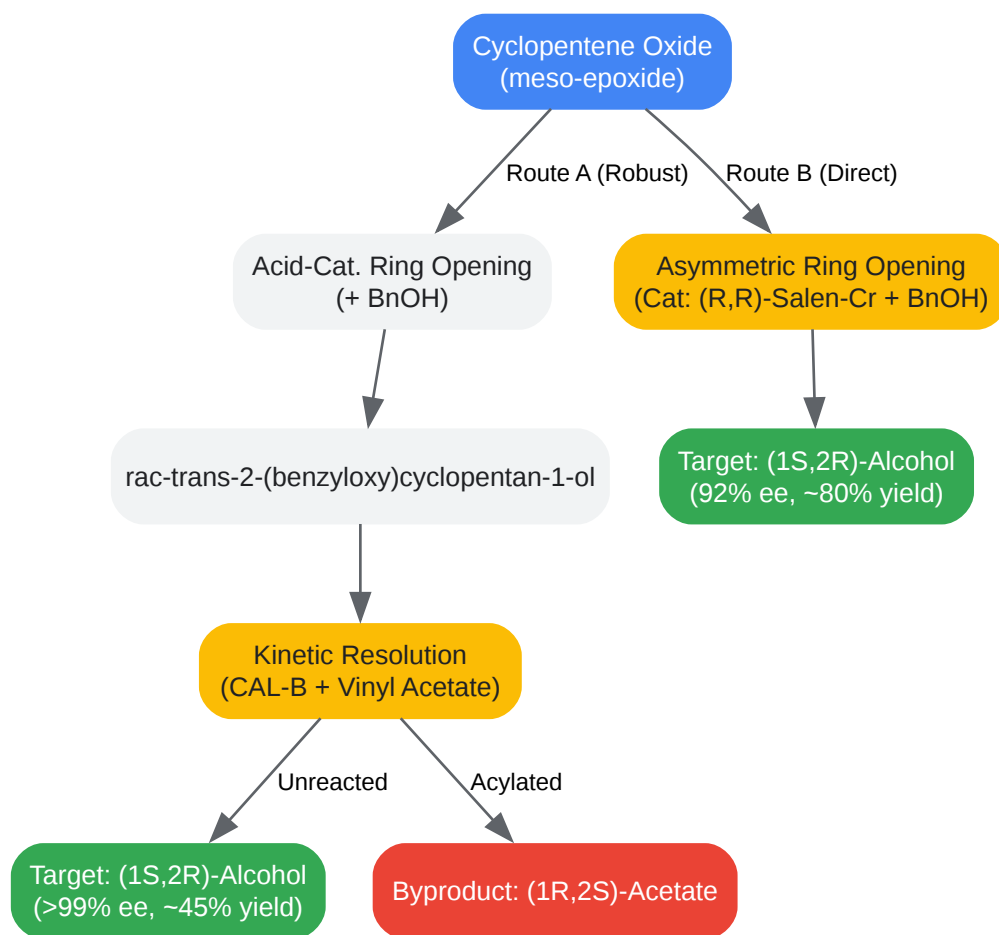 Cyclopentene Oxide
(meso-epoxide)
Route A (Robust)
Route B (Direct)
Acid-Cat. Ring Opening
(+ BnOH)
Asymmetric Ring Opening
(Cat: (R,R)-Salen-Cr + BnOH)
rac-trans-2-(benzyloxy)cyclopentan-1-ol
Target: (1S,2R)-Alcohol
(92% ee, ~80% yield)
Kinetic Resolution
(CAL-B + Vinyl Acetate)
Unreacted
Acylated
Target: (1S,2R)-Alcohol
(>99% ee, ~45% yield)
Byproduct: (1R,2S)-Acetate